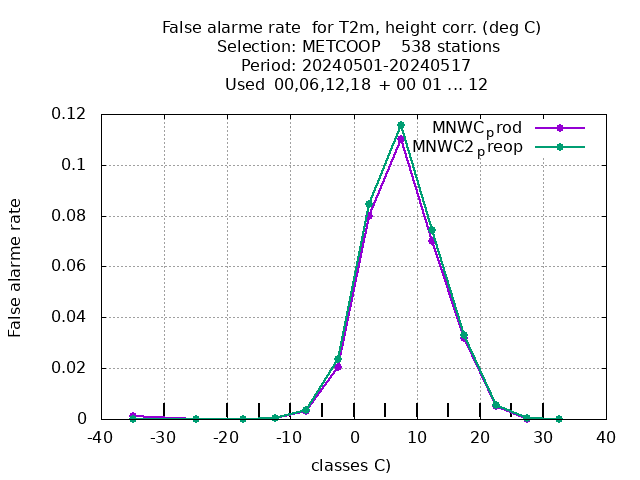 False alarme rate  for T2m, height corr. (deg C)
Selection: METCOOP    538 stations
Period: 20240501-20240517
Used  00,06,12,18 + 00 01 ... 12
MNWCprod
MNWC2preop
False alarme rate
0.12
0.1
0.08
0.06
0.04
0.02
0
-40 -30 -20 -10 0 10 20 30 40
classes C)